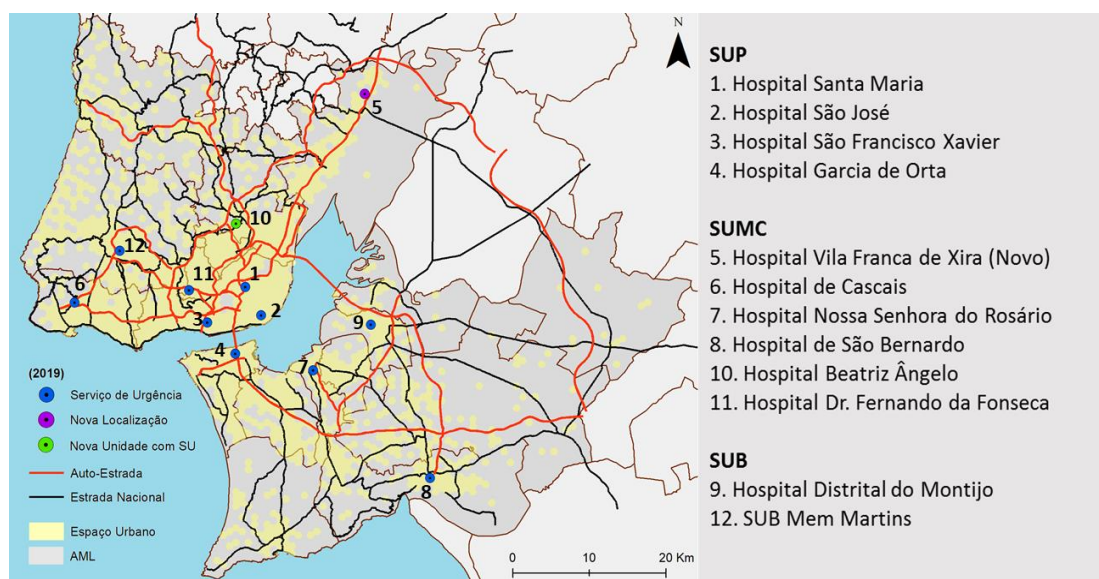 N
5
10
12
11
1
6
2
3
9
4
7
8
(2019)
Serviço de Urgência
Nova Localização
Nova Unidade com SU
Auto-Estrada
Estrada Nacional
Espaço Urbano
AML
0 10 20 Km
SUP
1. Hospital Santa Maria
2. Hospital São José
3. Hospital São Francisco Xavier
4. Hospital Garcia de Orta
SUMC
5. Hospital Vila Franca de Xira (Novo)
6. Hospital de Cascais
7. Hospital Nossa Senhora do Rosário
8. Hospital de São Bernardo
10. Hospital Beatriz Ângelo
11. Hospital Dr. Fernando da Fonseca
SUB
9. Hospital Distrital do Montijo
12. SUB Mem Martins